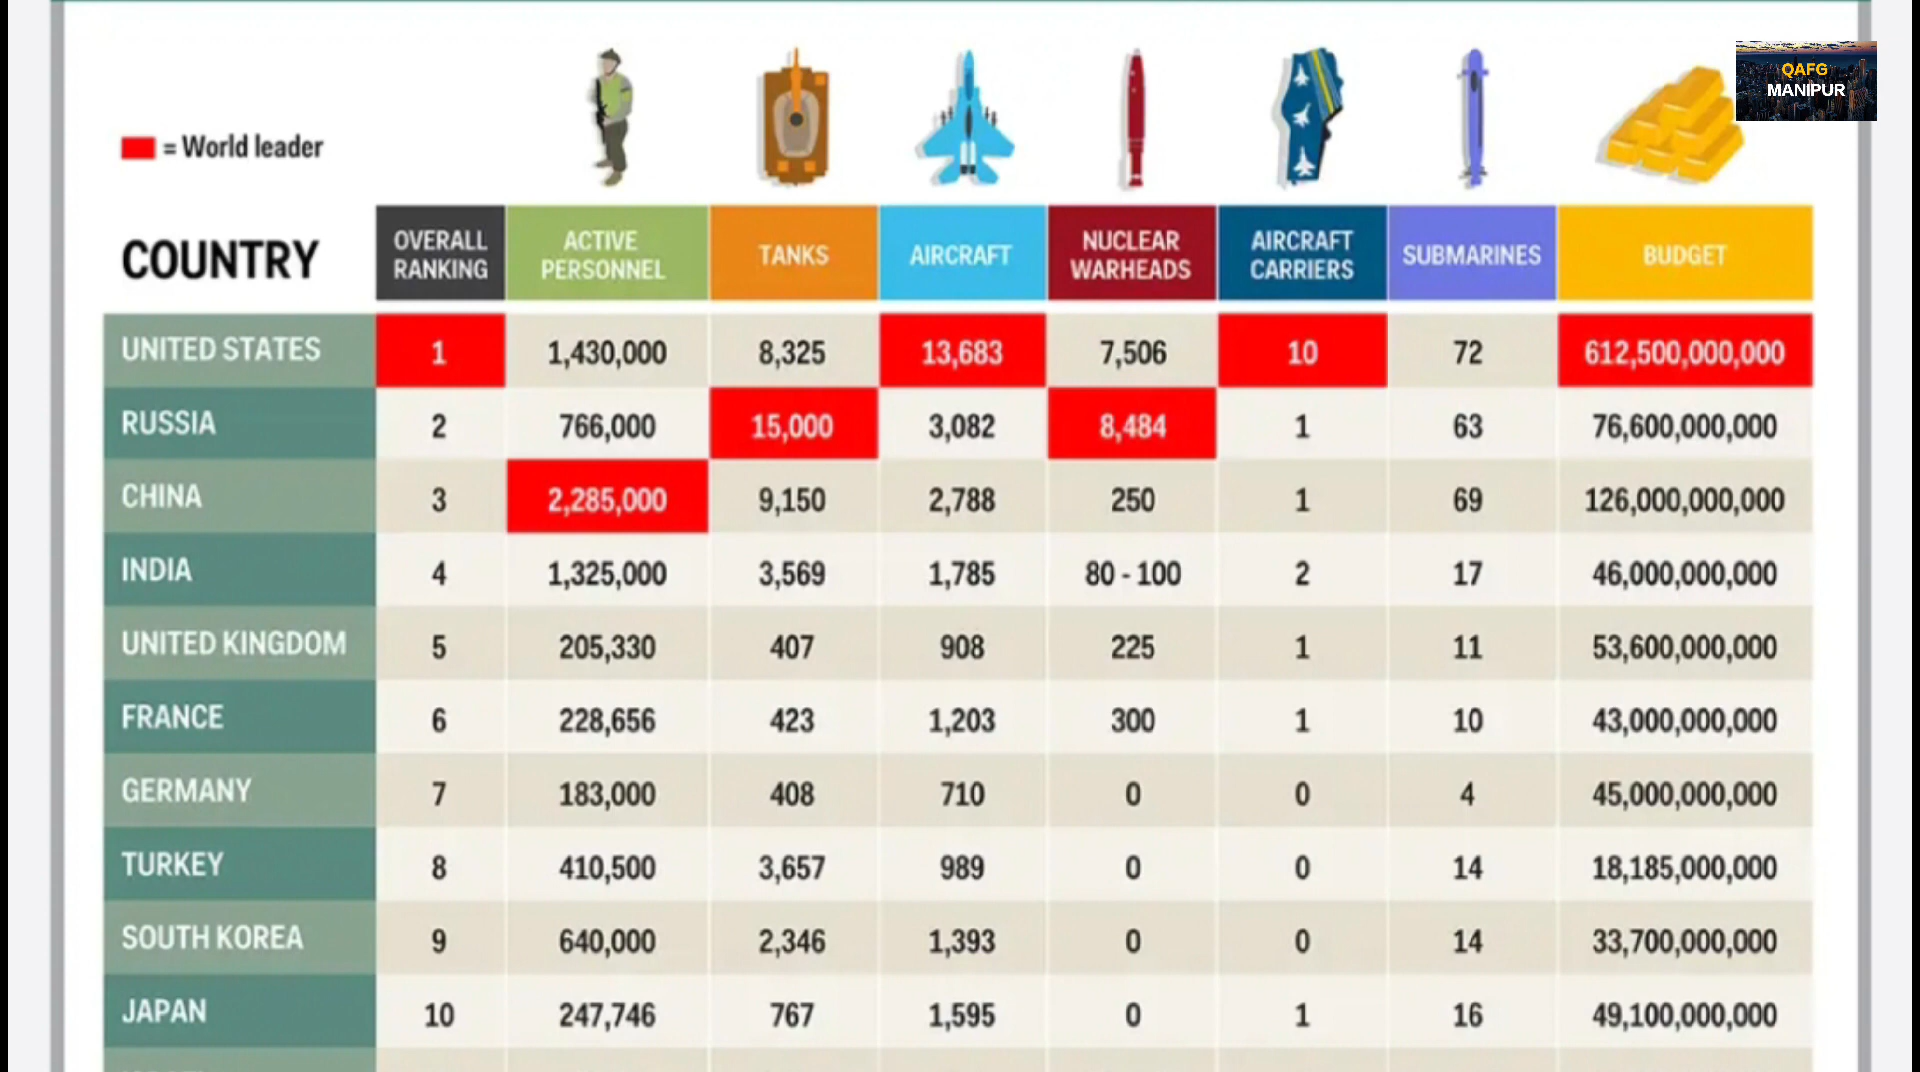 QAFG
MANIPUR
= World leader
COUNTRY
OVERALL RANKING
ACTIVE PERSONNEL
TANKS
AIRCRAFT
NUCLEAR WARHEADS
AIRCRAFT CARRIERS
SUBMARINES
BUDGET
UNITED STATES 1 1,430,000 8,325 13,683 7,506 10 72 612,500,000,000
RUSSIA 2 766,000 15,000 3,082 8,484 1 63 76,600,000,000
CHINA 3 2,285,000 9,150 2,788 250 1 69 126,000,000,000
INDIA 4 1,325,000 3,569 1,785 80 - 100 2 17 46,000,000,000
UNITED KINGDOM 5 205,330 407 908 225 1 11 53,600,000,000
FRANCE 6 228,656 423 1,203 300 1 10 43,000,000,000
GERMANY 7 183,000 408 710 0 0 4 45,000,000,000
TURKEY 8 410,500 3,657 989 0 0 14 18,185,000,000
SOUTH KOREA 9 640,000 2,346 1,393 0 0 14 33,700,000,000
JAPAN 10 247,746 767 1,595 0 1 16 49,100,000,000